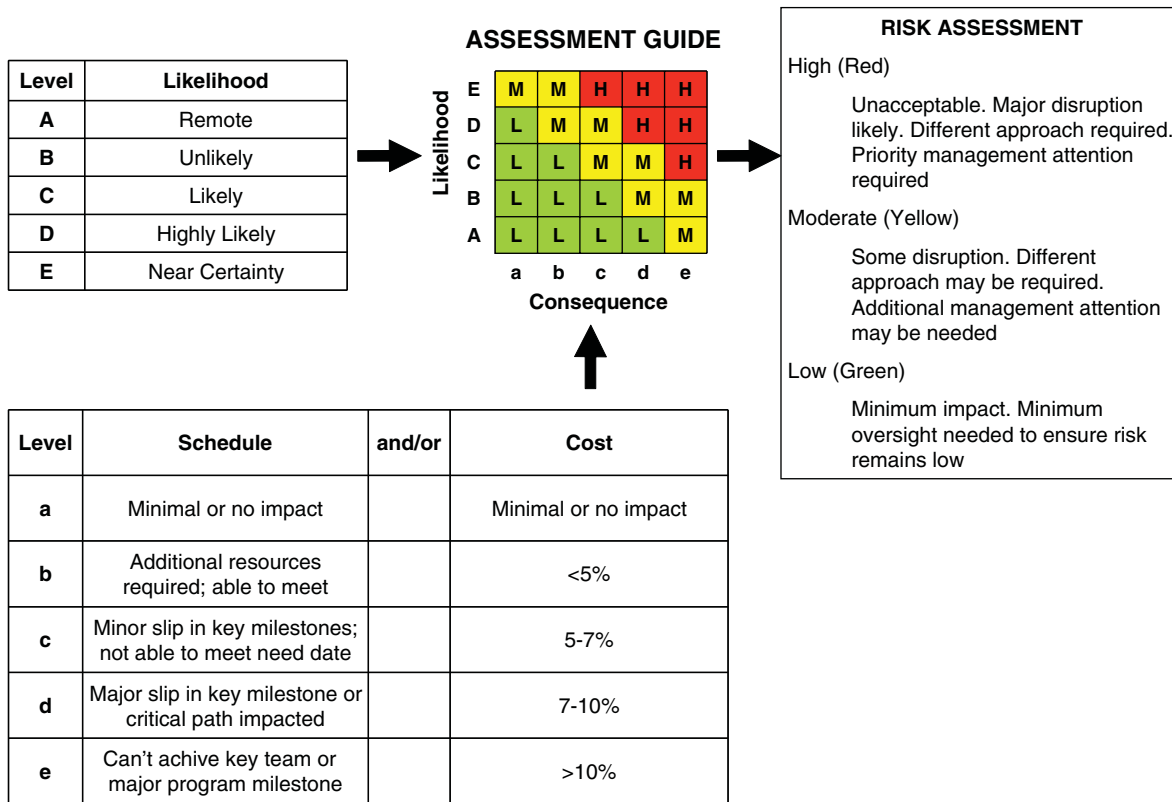 Level Likelihood
A Remote
B Unlikely
C Likely
D Highly Likely
E Near Certainty
ASSESSMENT GUIDE
Likelihood
E M M H H H
D L M M H H
C L L M M H
B L L L M M
A L L L L M
a b c d e
Consequence
RISK ASSESSMENT
High (Red)
Unacceptable. Major disruption
likely. Different approach required.
Priority management attention
required
Moderate (Yellow)
Some disruption. Different
approach may be required.
Additional management attention
may be needed
Low (Green)
Minimum impact. Minimum
oversight needed to ensure risk
remains low
Level Schedule and/or Cost
a Minimal or no impact Minimal or no impact
b Additional resources
required; able to meet <5%
c Minor slip in key milestones;
not able to meet need date 5-7%
d Major slip in key milestone or
critical path impacted 7-10%
e Can't achive key team or
major program milestone >10%